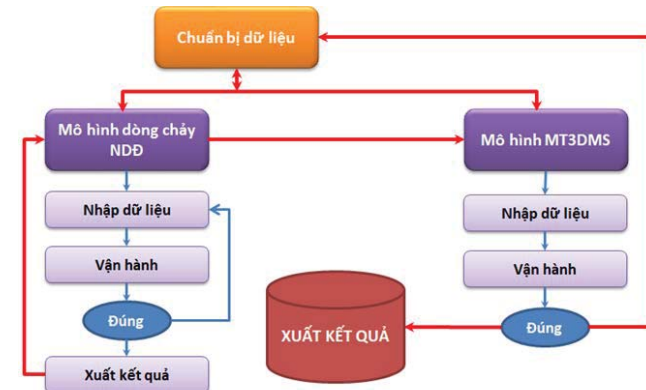 Chuẩn bị dữ liệu
Mô hình dòng chảy
NDĐ
Mô hình MT3DMS
Nhập dữ liệu
Nhập dữ liệu
Vận hành
Vận hành
Đúng
XUẤT KẾT QUẢ
Đúng
Xuất kết quả